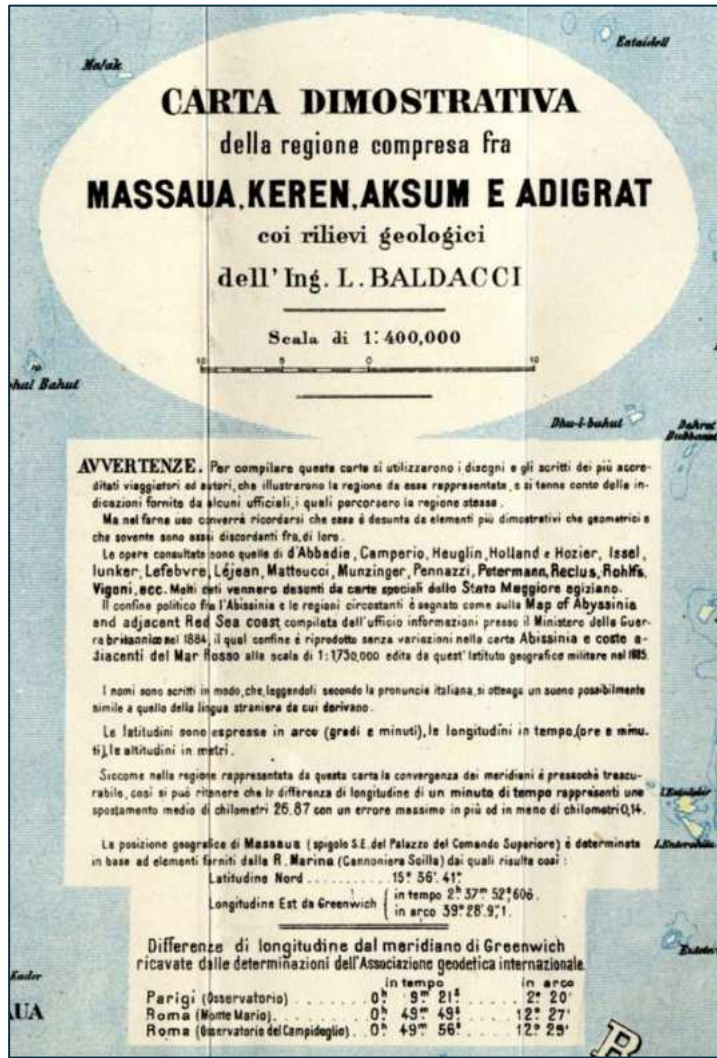 Entaidell
Malak
CARTA DIMOSTRATIVA
della regione compresa fra
MASSAUA, KEREN, AKSUM E ADIGRAT
coi rilievi geologici
dell'Ing. L. BALDACCI
Scala di 1:400,000
10 5 0 10
ohul Bahut
Dhu-l-bahut
Dahret
AVVERTENZE. Per compilare questa carta si utilizzarono i disegni e gli scritti dei più accre-
ditati viaggiatori ed autori, che illustrarono la regione da essa rappresentata, e si tenne conto delle in-
dicazioni fornite da alcuni ufficiali, i quali percorsero la regione stessa.
Ma nel farne uso converrà ricordarsi che essa è desunta da elementi più dimostrativi che geometrici e
che sovente sono assai discordanti fra di loro.
Le opere consultate sono quelle di d'Abbadie, Camperio, Heuglin, Holland e Hozier, Issel,
Iunker, Lefebvre, Léjean, Matteucci, Munzinger, Pennazzi, Petermann, Reclus, Rohlfs,
Vigoni, ecc. Molti dati vennero desunti da carte speciali dello Stato Maggiore egiziano.
Il confine politico fra l'Abissinia e le regioni circostanti è segnato come sulla Map of Abyssinia
and adjacent Red Sea coast, compilata dall'ufficio informazioni presso il Ministero della Guer-
ra britannico nel 1884, il qual confine è riprodotto senza variazioni nella carta Abissinia e coste a-
diacenti del Mar Rosso alla scala di 1:1,750,000 edita da quest'Istituto geografico militare nel 1885.
I nomi sono scritti in modo, che, leggendoli secondo la pronuncia italiana, si ottenga un suono possibilmente
simile a quello della lingua straniera da cui derivano.
Le latitudini sono espresse in arco (gradi e minuti), le longitudini in tempo, (ore e minu-
ti), le altitudini in metri.
Siccome nella regione rappresentata da questa carta la convergenza dei meridiani è pressochè trascu-
rabile, così si può ritenere che la differenza di longitudine di un minuto di tempo rappresenti uno
spostamento medio di chilometri 26.87 con un errore massimo in più od in meno di chilometri 0,14.
La posizione geografica di Massaua (spigolo S.E. del Palazzo del Comando Superiore) è determinata
in base ad elementi forniti dalla R. Marina (Cannoniera Scilla) dai quali risulta così:
Latitudine Nord .......... 15° 36' 41"
Longitudine Est da Greenwich { in tempo 2h 37m 52s,606.
in arco 39° 28' 9",1.
Differenze di longitudine dal meridiano di Greenwich
ricavate dalle determinazioni dell'Associazione geodetica internazionale.
in tempo in arco
Parigi (Osservatorio) ........ 0h 9m 21s ...... 2° 20'
Roma (Monte Mario) ........ 0h 49m 49s ...... 12° 27'
Roma (Osservatorio del Campidoglio) .. 0h 49m 56s ...... 12° 29'
AUA